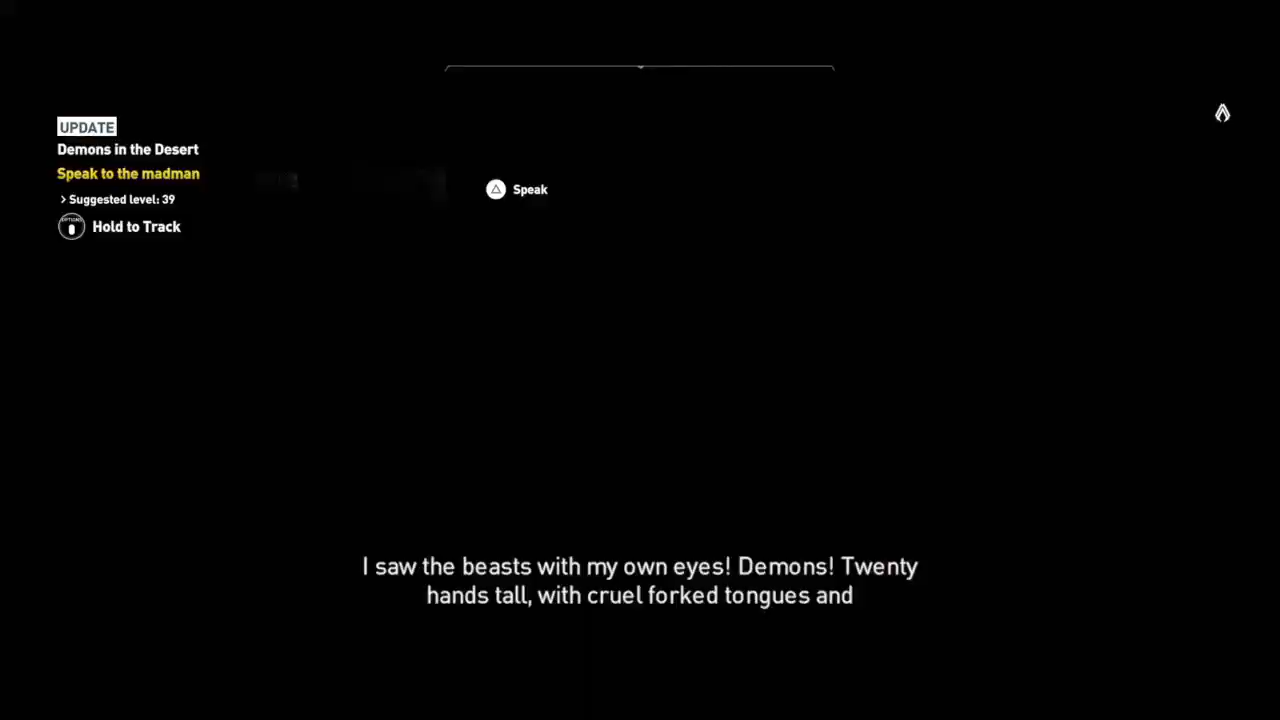 UPDATE
Demons in the Desert
Speak to the madman
Suggested level: 39
OPTIONS
Hold to Track
Speak
I saw the beasts with my own eyes! Demons! Twenty
hands tall, with cruel forked tongues and